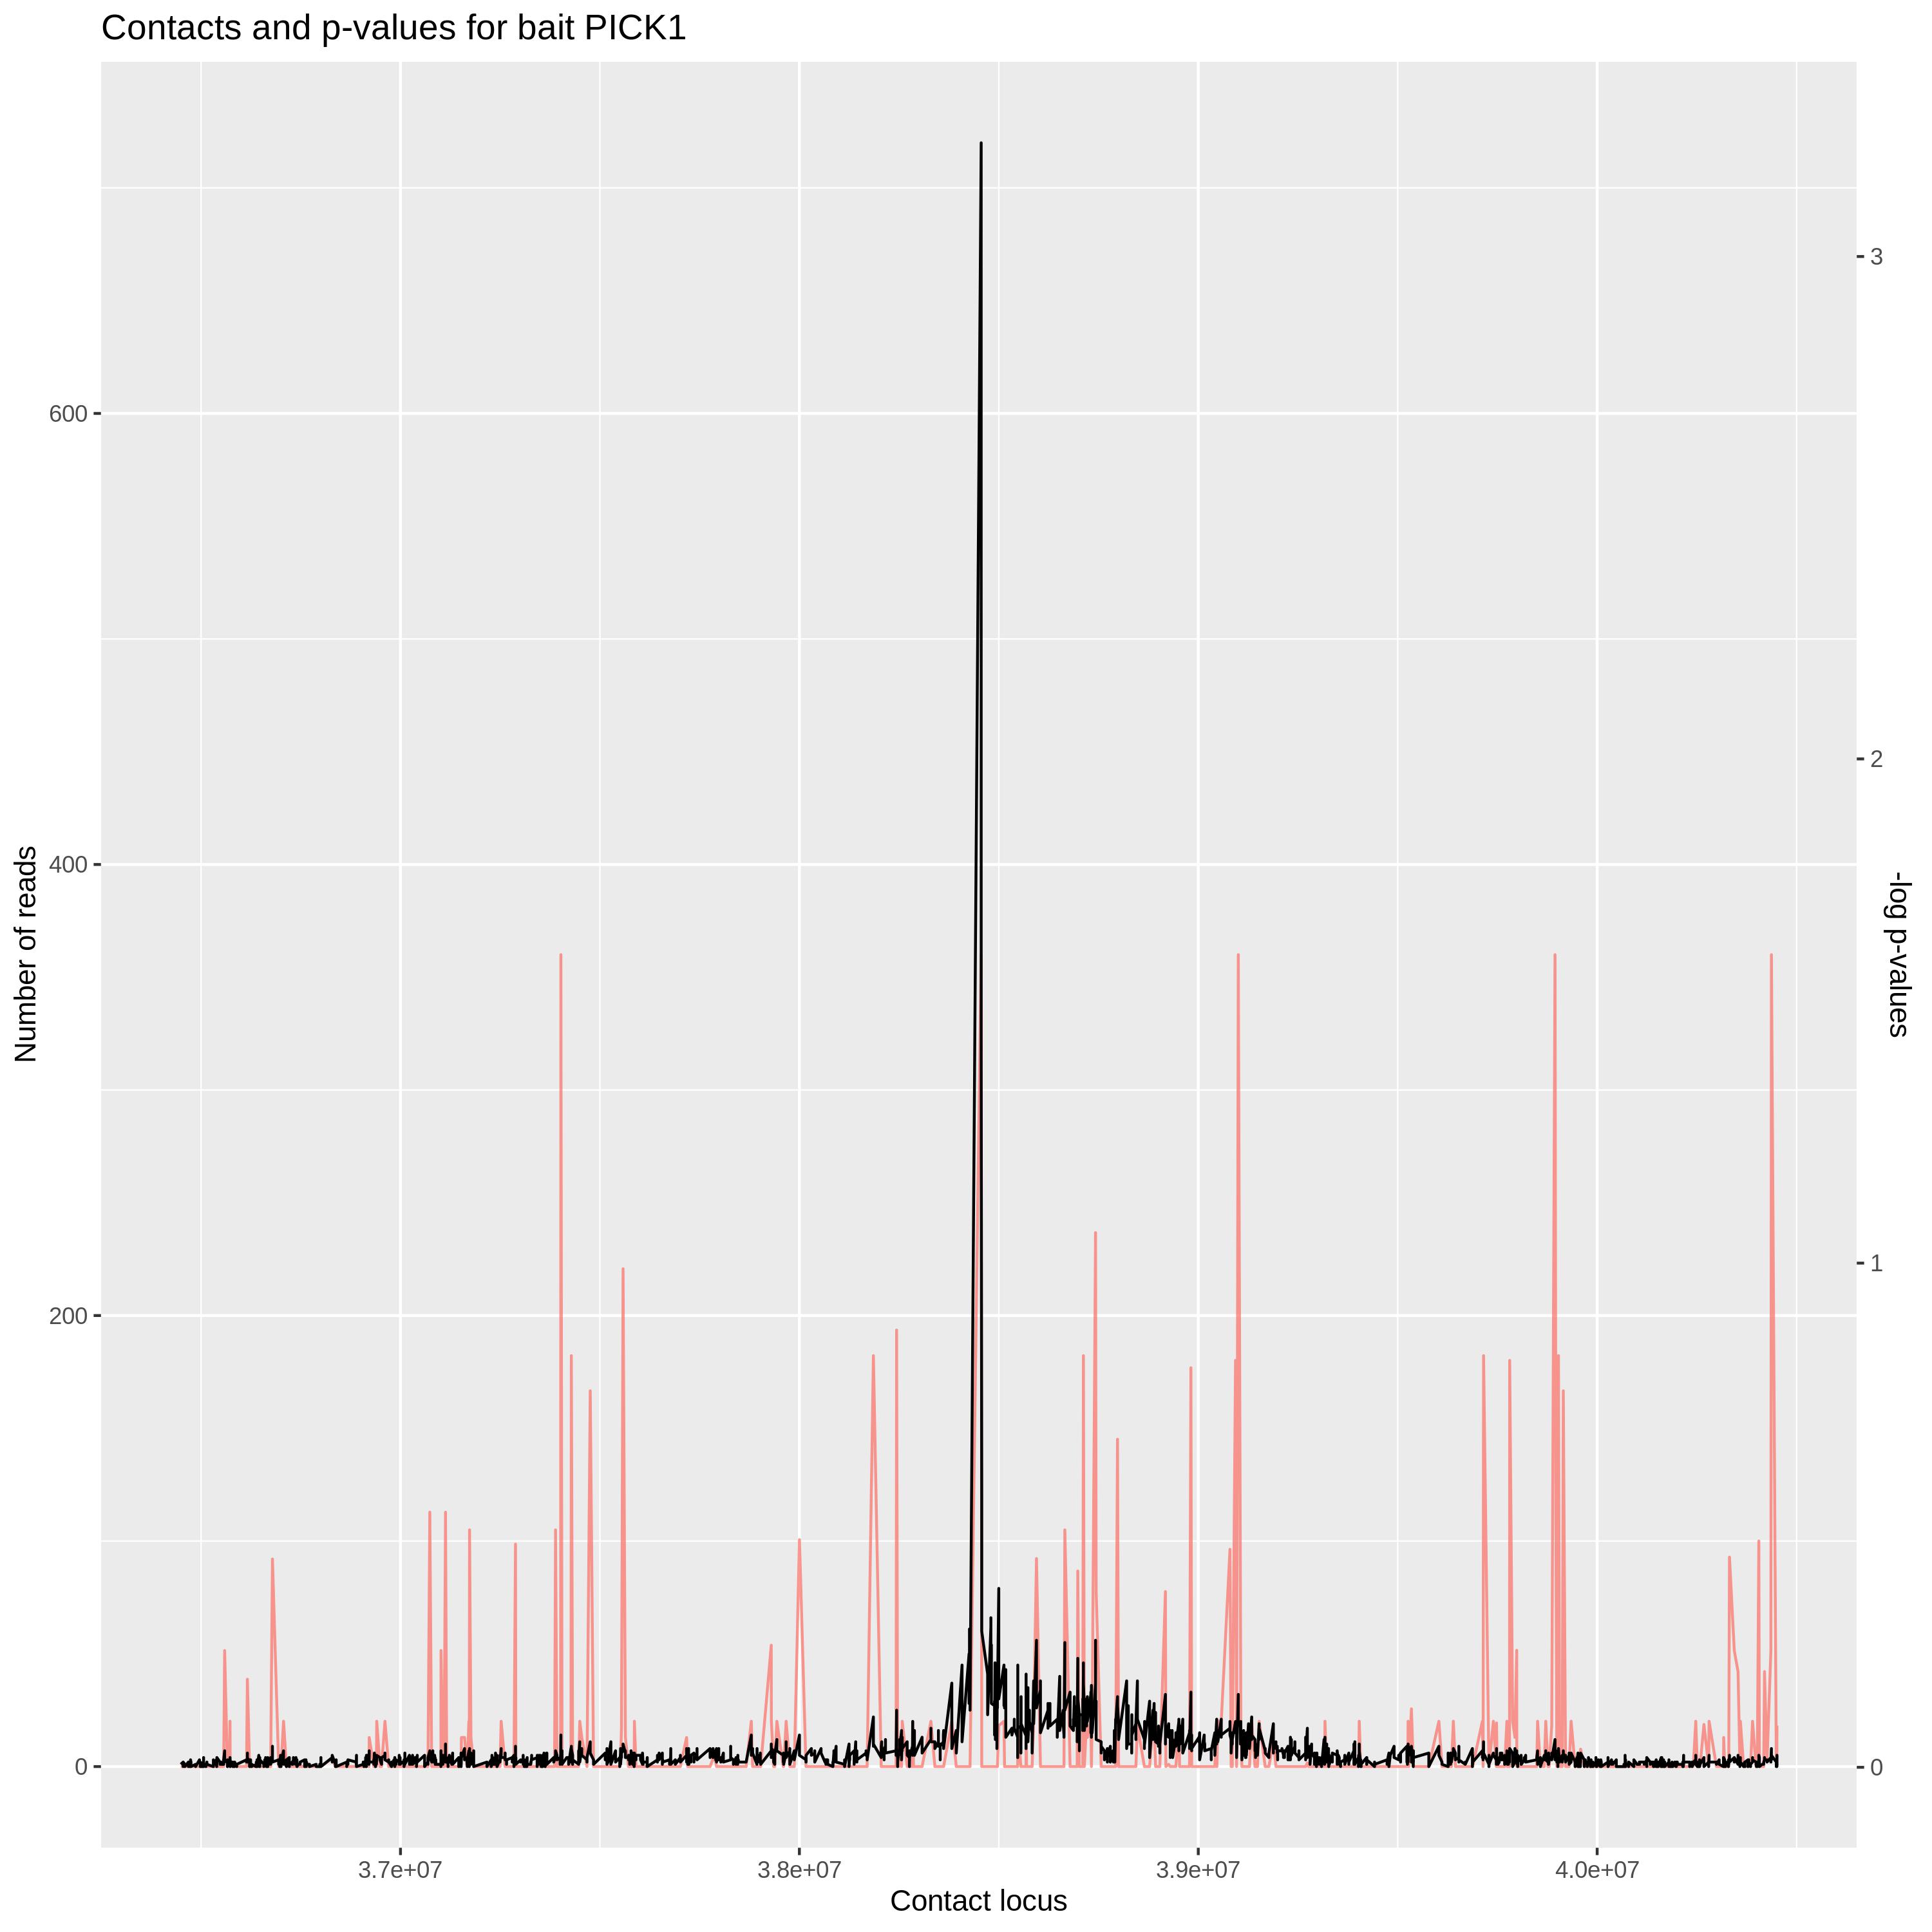 Contacts and p-values for bait PICK1
Number of reads
600
400
200
0
3
2
1
0
-log p-values
3.7e+07
3.8e+07
3.9e+07
4.0e+07
Contact locus